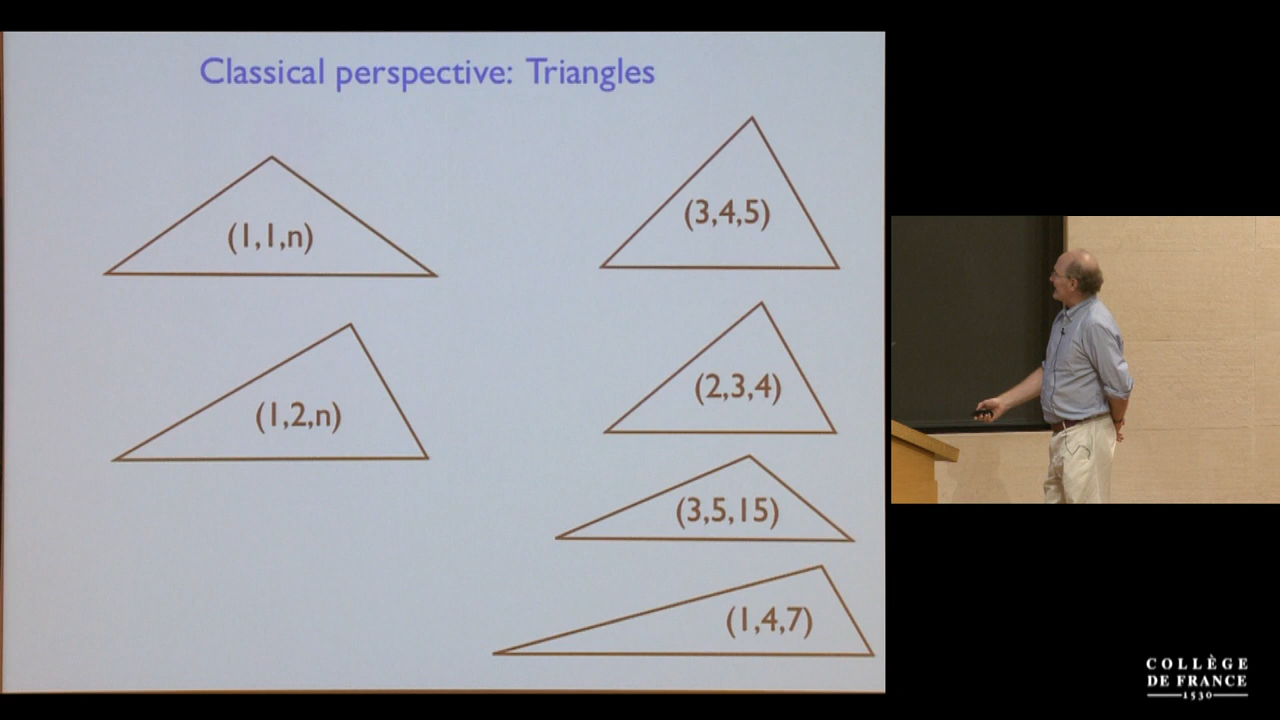 Classical perspective: Triangles
(1,1,n)
(3,4,5)
(1,2,n)
(2,3,4)
(3,5,15)
(1,4,7)
COLLÈGE
DE FRANCE
1530